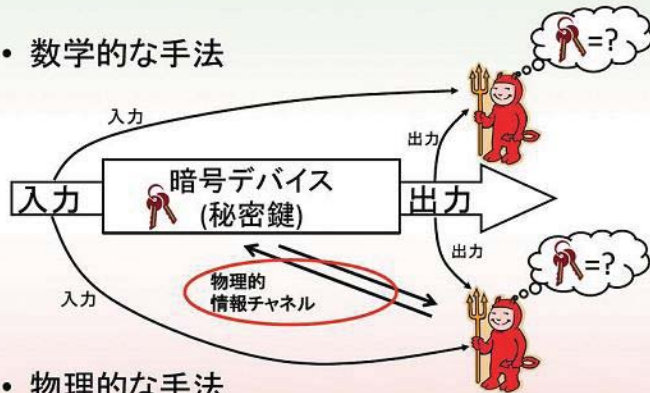 • 数学的な手法
=?
入力
出力
入力
暗号デバイス
(秘密鍵)
出力
出力
=?
物理的
情報チャネル
入力
• 物理的な手法